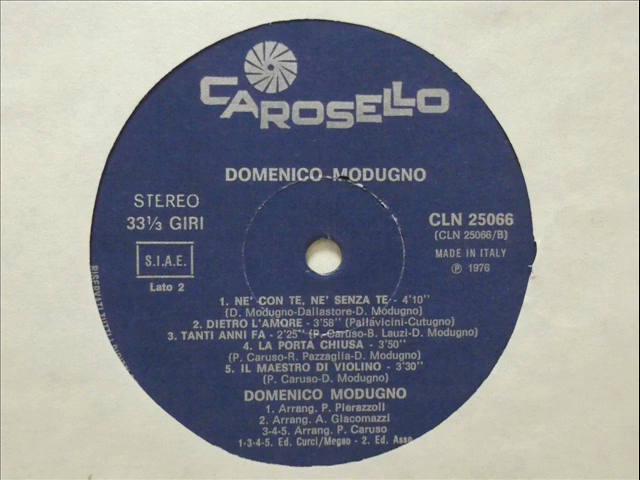 CAROSELLO
DOMENICO MODUGNO
STEREO
33⅓ GIRI
S.I.A.E.
Lato 2
CLN 25066
(CLN 25066/B)
MADE IN ITALY
Ⓟ 1976
1. NE' CON TE, NE' SENZA TE - 4'10''
(D. Modugno-Dallastore-D. Modugno)
2. DIETRO L'AMORE - 3'58'' (Pallavicini-Cutugno)
3. TANTI ANNI FA - 2'25'' (P. Caruso-B. Lauzi-D. Modugno)
4. LA PORTA CHIUSA - 3'50''
(P. Caruso-R. Pazzaglia-D. Modugno)
5. IL MAESTRO DI VIOLINO - 3'30''
(P. Caruso-D. Modugno)
DOMENICO MODUGNO
1. Arrang. P. Pierazzoli
2. Arrang. A. Giacomazzi
3-4-5. Arrang. P. Caruso
1-3-4-5. Ed. Curci/Megao - 2. Ed. Asso
RISERVATI TUTTI